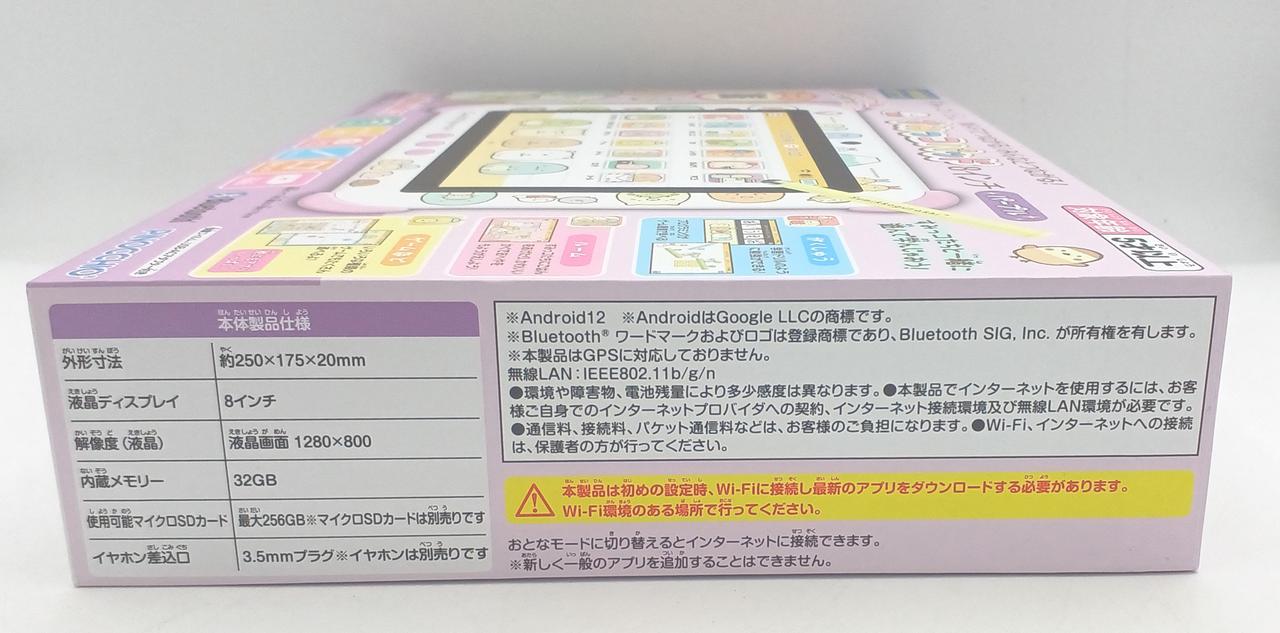 8インチ
パープル
ルーム
5才以上
本体製品仕様
外形寸法 約250×175×20mm
液晶ディスプレイ 8インチ
解像度(液晶) 液晶画面 1280×800
内蔵メモリー 32GB
使用可能マイクロSDカード 最大256GB※マイクロSDカードは別売りです
イヤホン差込口 3.5mmプラグ※イヤホンは別売りです
※Android12 ※AndroidはGoogle LLCの商標です。
※Bluetooth® ワードマークおよびロゴは登録商標であり、Bluetooth SIG, Inc. が所有権を有します。
※本製品はGPSに対応しておりません。
無線LAN:IEEE802.11b/g/n
●環境や障害物、電池残量により多少感度は異なります。●本製品でインターネットを使用するには、お客
様ご自身でのインターネットプロバイダへの契約、インターネット接続環境及び無線LAN環境が必要です。
●通信料、接続料、パケット通信料などは、お客様のご負担になります。●Wi-Fi、インターネットへの接続
は、保護者の方が行ってください。
本製品は初めの設定時、Wi-Fiに接続し最新のアプリをダウンロードする必要があります。
Wi-Fi環境のある場所で行ってください。
おとなモードに切り替えるとインターネットに接続できます。
※新しく一般のアプリを追加することはできません。